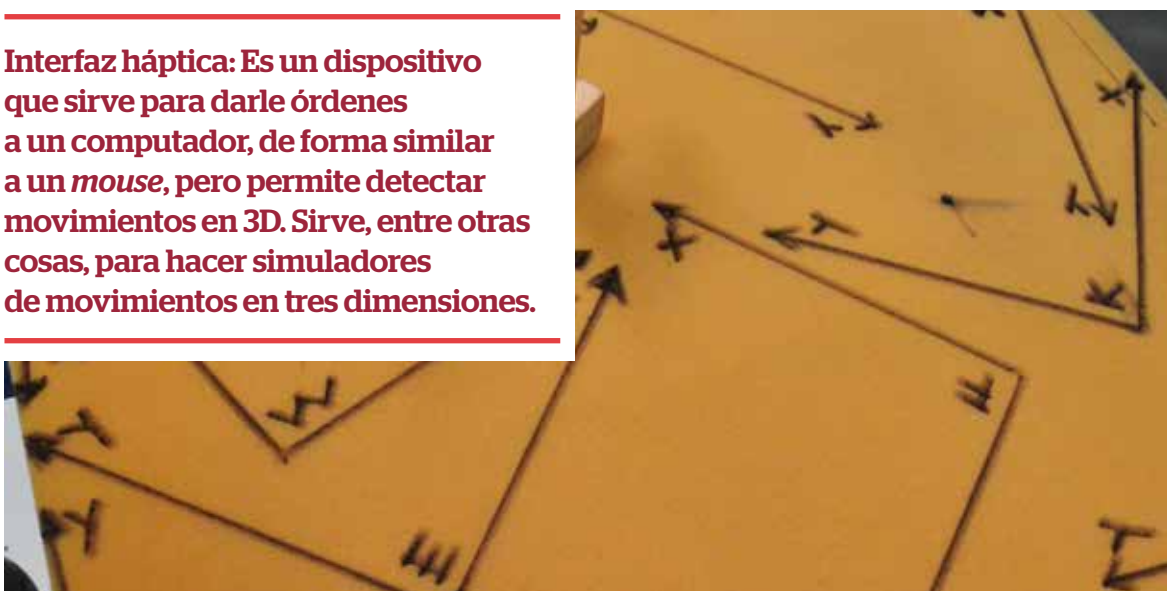 Interfaz háptica: Es un dispositivo
que sirve para darle órdenes
a un computador, de forma similar
a un mouse, pero permite detectar
movimientos en 3D. Sirve, entre otras
cosas, para hacer simuladores
de movimientos en tres dimensiones.
X
Y
X
Y
K
F
W
Y
Y
E